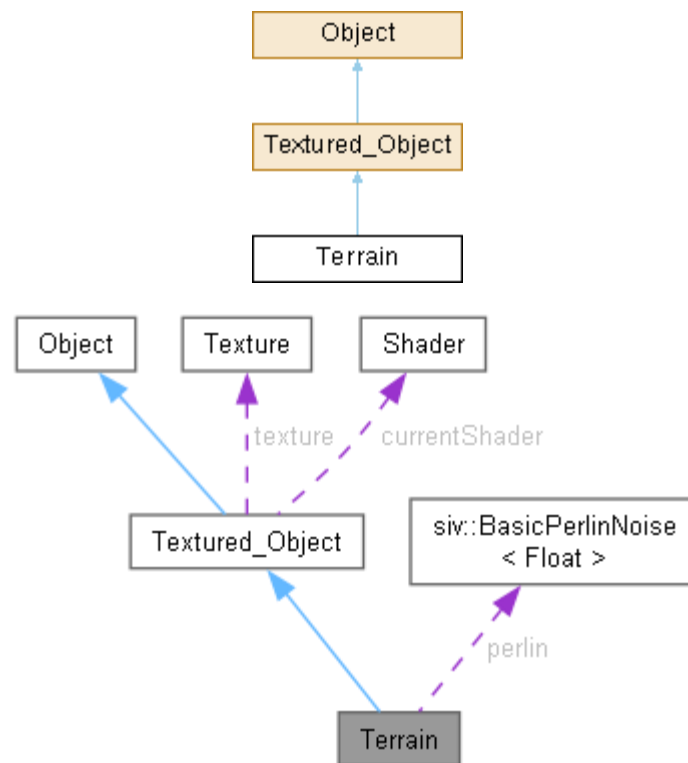 Object
Textured_Object
Terrain
Object
Texture
Shader
texture
currentShader
Textured_Object
siv::BasicPerlinNoise
< Float >
perlin
Terrain